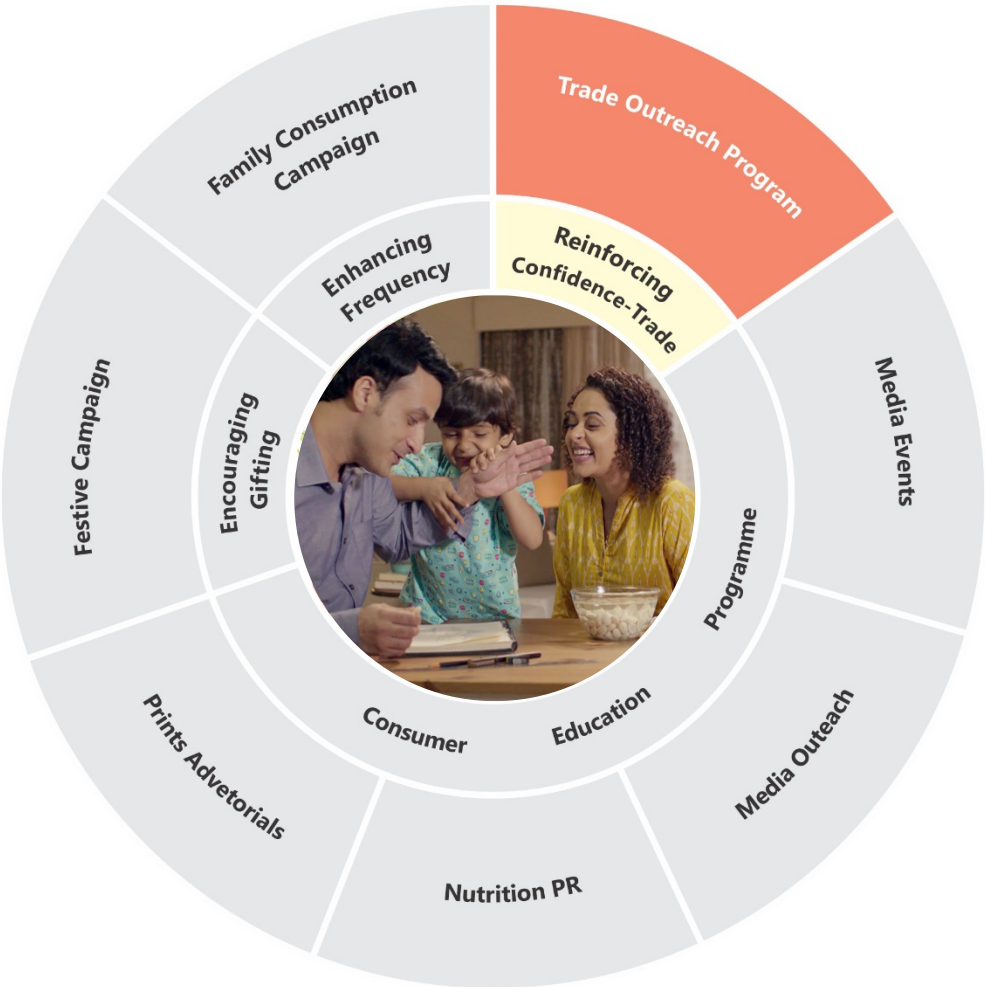 Trade Outreach Program
Reinforcing
Confidence-Trade
Media Events
Media Outeach
Nutrition PR
Prints Advetorials
Consumer Education Programme
Festive Campaign
Encouraging
Gifting
Family Consumption
Campaign
Enhancing
Frequency